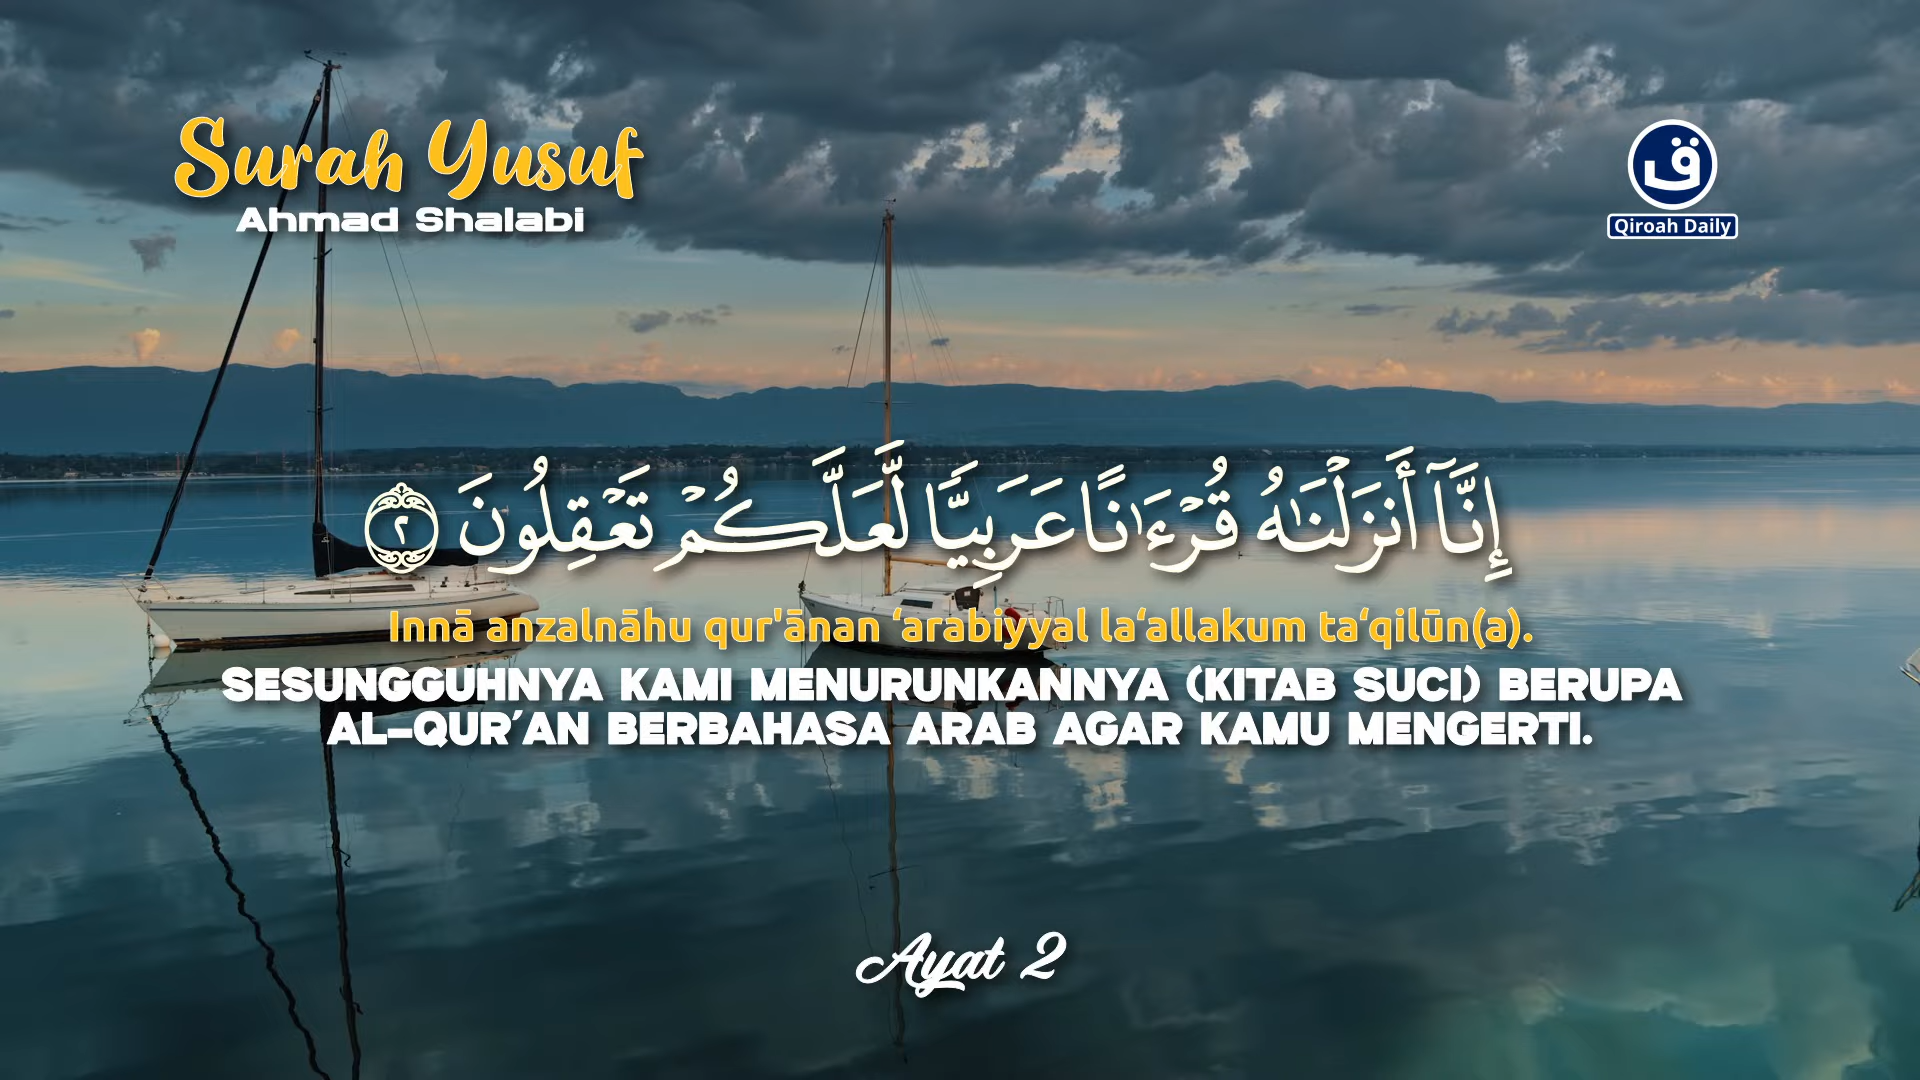 Surah Yusuf
Ahmad Shalabi
ق
Qiroah Daily
إِنَّآ أَنزَلْنَـٰهُ قُرْءَٰنًا عَرَبِيًّا لَّعَلَّكُمْ تَعْقِلُونَ ٢
Innā anzalnāhu qur'ānan ‘arabiyyal la‘allakum ta‘qilūn(a).
SESUNGGUHNYA KAMI MENURUNKANNYA (KITAB SUCI) BERUPA
AL-QUR’AN BERBAHASA ARAB AGAR KAMU MENGERTI.
Ayat 2